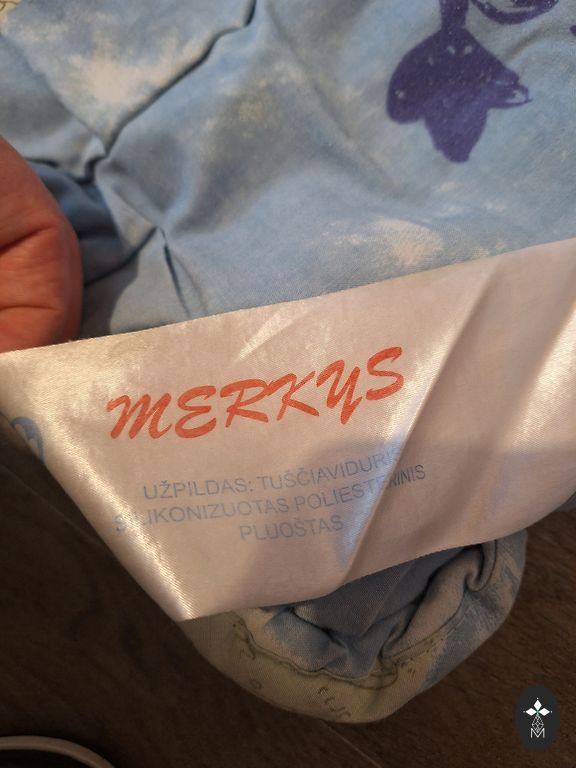 MERKYS
UŽPILDAS: TUŠČIAVIDURIS
SILIKONIZUOTAS POLIESTERINIS
PLUOŠTAS
M